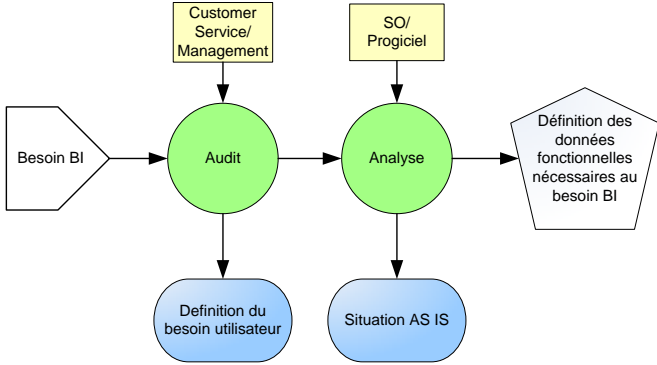 Customer
Service/
Management
SO/
Progiciel
Besoin BI
Audit
Analyse
Définition des
données
fonctionnelles
nécessaires au
besoin BI
Definition du
besoin utilisateur
Situation AS IS